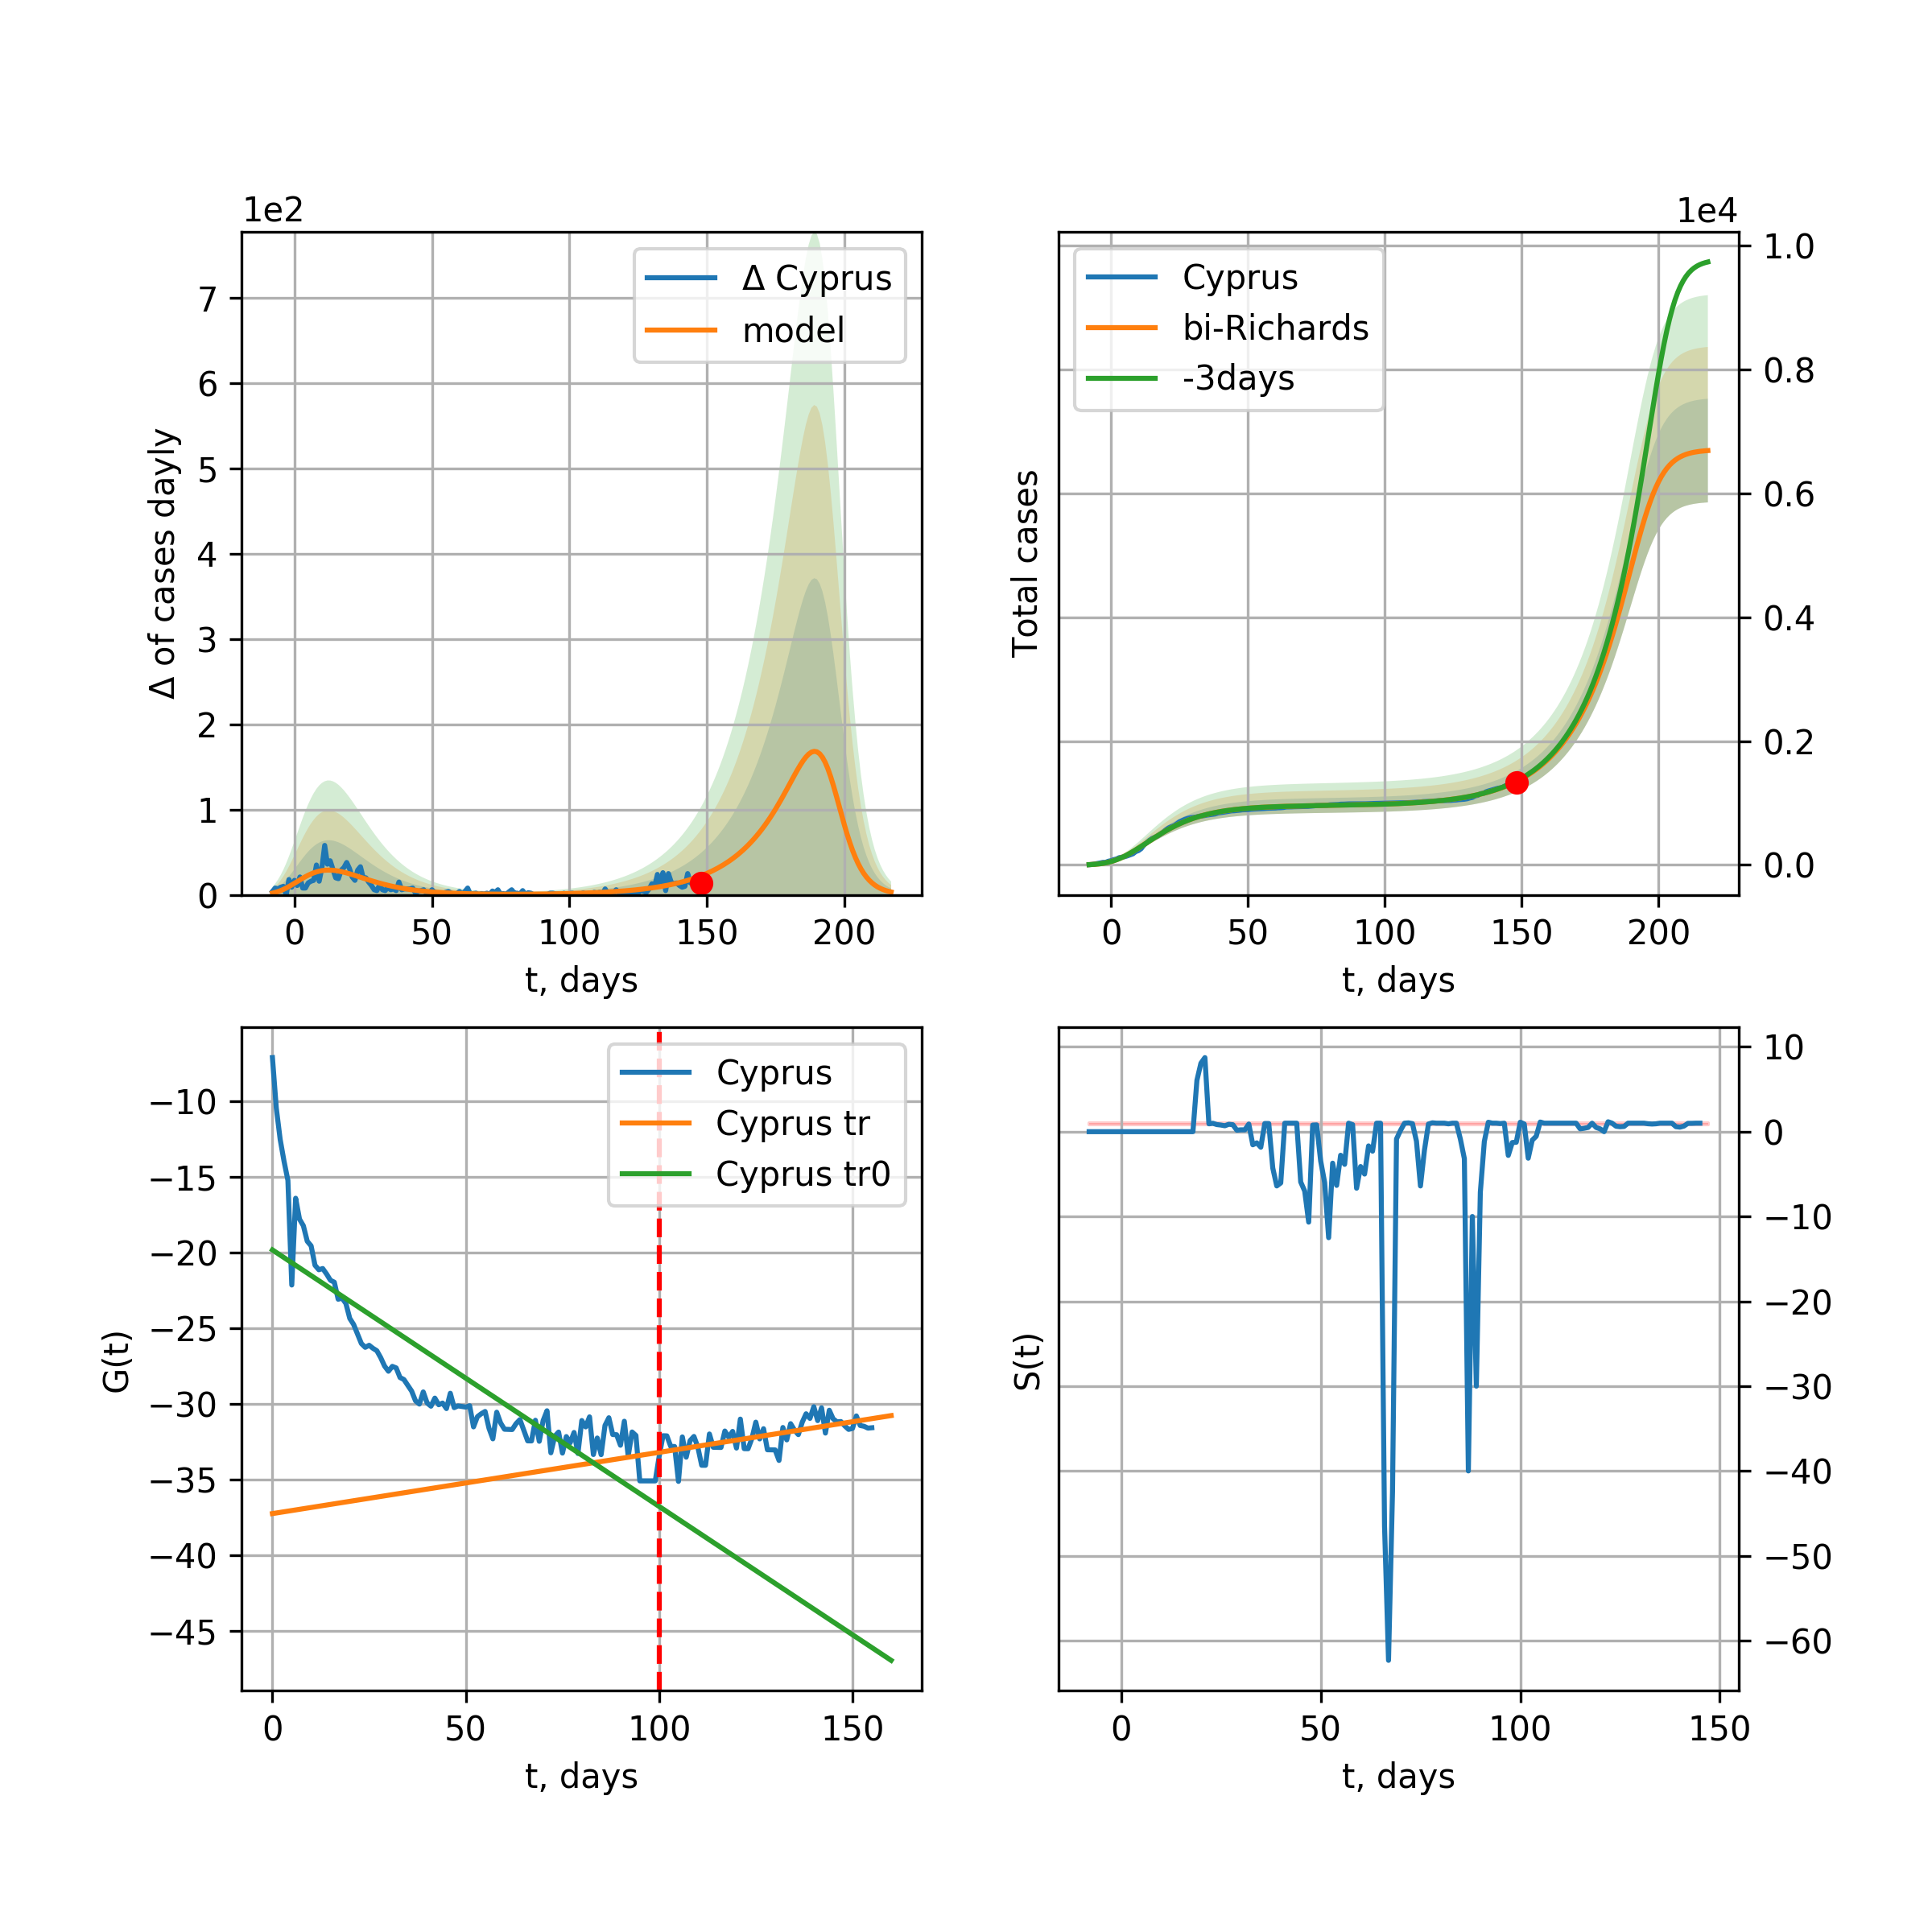 1e2
Δ Cyprus
model
7
6
5
4
3
2
1
0
Δ of cases dayly
0 50 100 150 200
t, days
1e4
Cyprus
bi-Richards
-3days
1.0
0.8
0.6
0.4
0.2
0.0
Total cases
0 50 100 150 200
t, days
Cyprus
Cyprus tr
Cyprus tr0
−10
−15
−20
−25
−30
−35
−40
−45
G(t)
0 50 100 150
t, days
10
0
−10
−20
−30
−40
−50
−60
S(t)
0 50 100 150
t, days